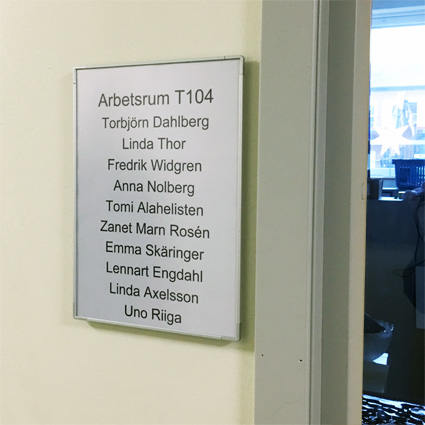 Arbetsrum T104
Torbjörn Dahlberg
Linda Thor
Fredrik Widgren
Anna Nolberg
Tomi Alahelisten
Zanet Marn Rosén
Emma Skäringer
Lennart Engdahl
Linda Axelsson
Uno Riiga